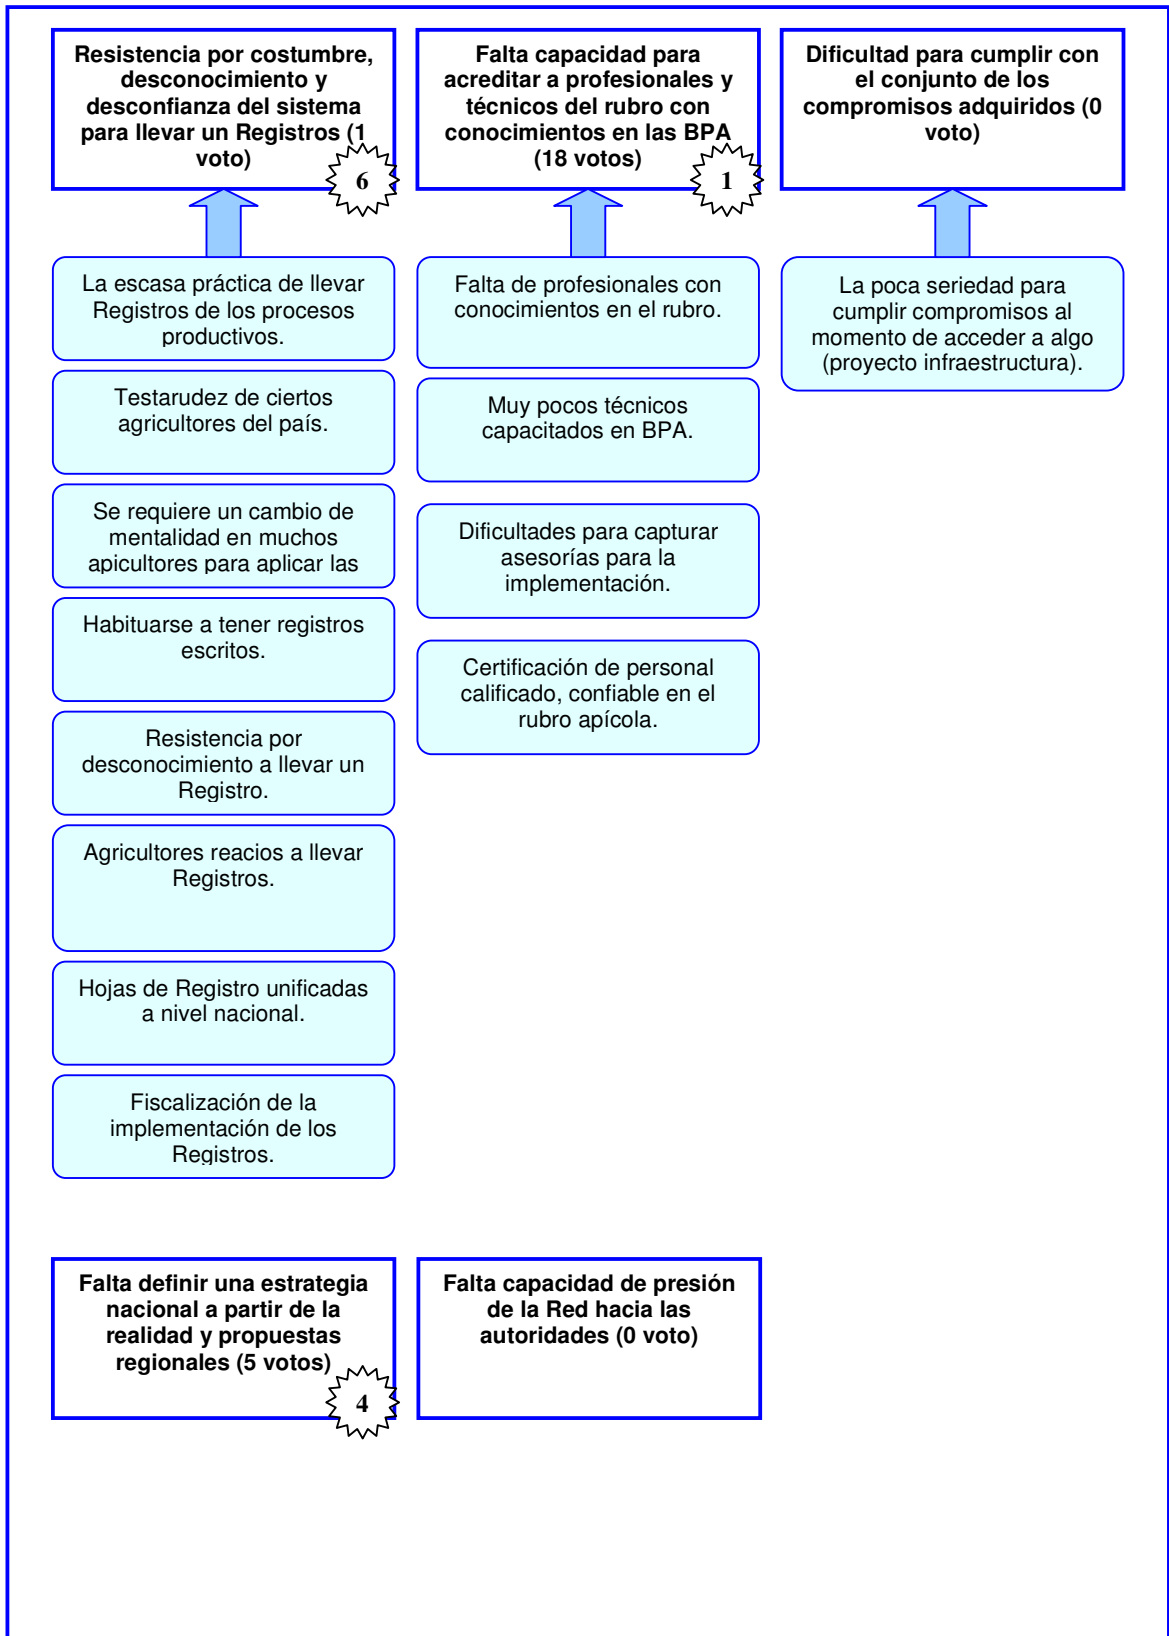 Resistencia por costumbre,
desconocimiento y
desconfianza del sistema
para llevar un Registros (1
voto)
6
La escasa práctica de llevar
Registros de los procesos
productivos.
Testarudez de ciertos
agricultores del país.
Se requiere un cambio de
mentalidad en muchos
apicultores para aplicar las
Habituarse a tener registros
escritos.
Resistencia por
desconocimiento a llevar un
Registro.
Agricultores reacios a llevar
Registros.
Hojas de Registro unificadas
a nivel nacional.
Fiscalización de la
implementación de los
Registros.
Falta capacidad para
acreditar a profesionales y
técnicos del rubro con
conocimientos en las BPA
(18 votos)
1
Falta de profesionales con
conocimientos en el rubro.
Muy pocos técnicos
capacitados en BPA.
Dificultades para capturar
asesorías para la
implementación.
Certificación de personal
calificado, confiable en el
rubro apícola.
Dificultad para cumplir con
el conjunto de los
compromisos adquiridos (0
voto)
La poca seriedad para
cumplir compromisos al
momento de acceder a algo
(proyecto infraestructura).
Falta definir una estrategia
nacional a partir de la
realidad y propuestas
regionales (5 votos)
4
Falta capacidad de presión
de la Red hacia las
autoridades (0 voto)